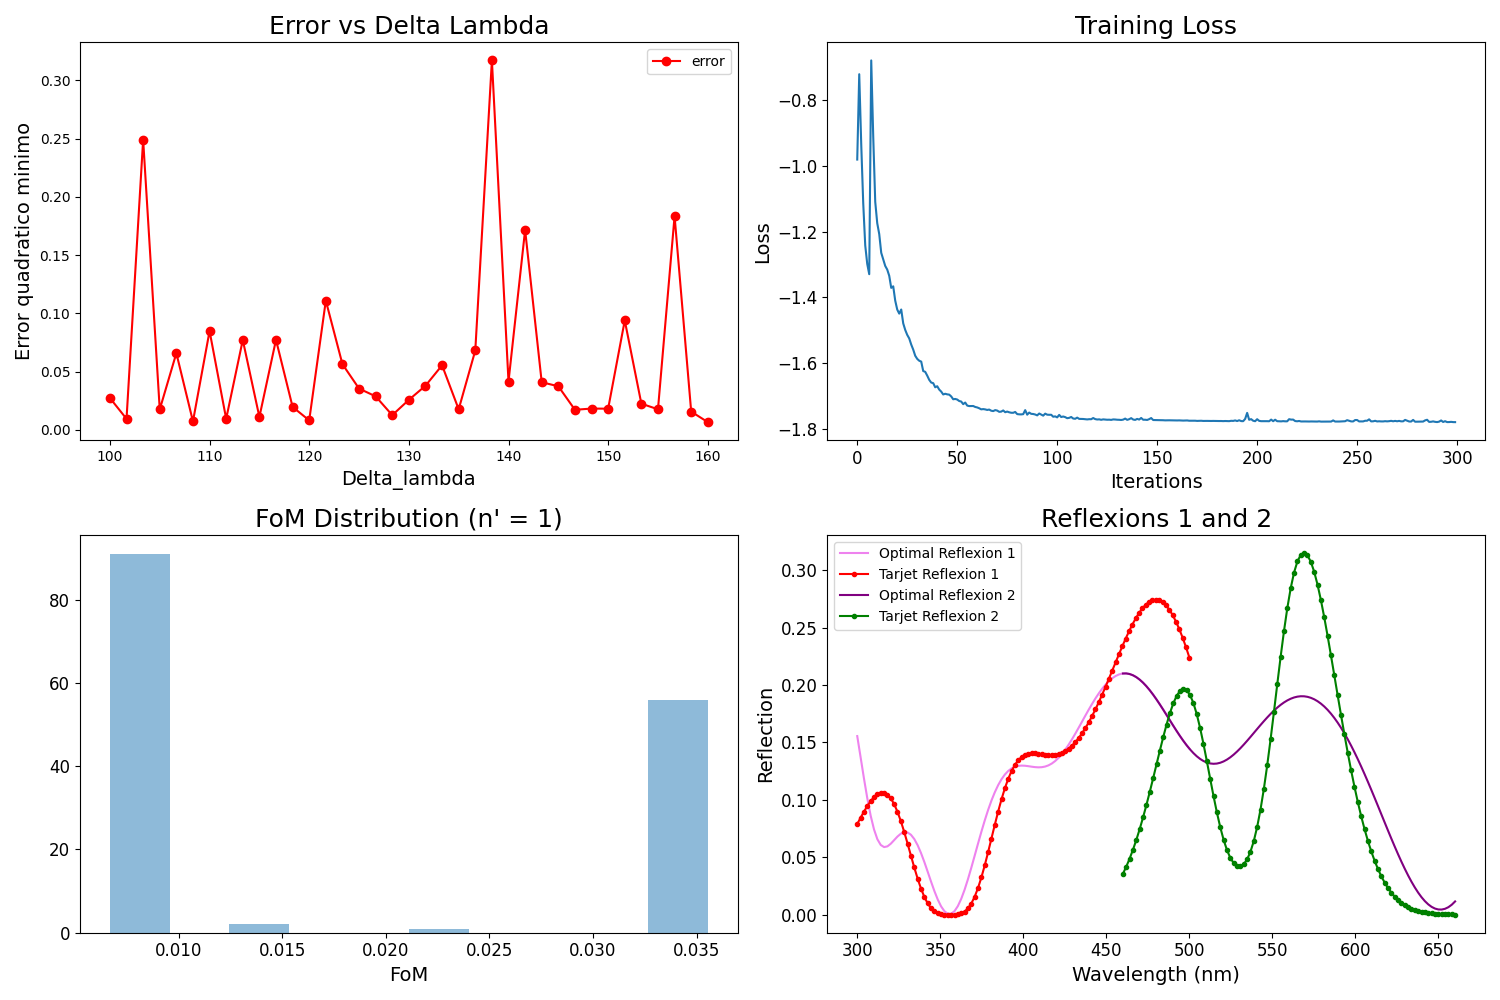 Error vs Delta Lambda
error
0.30
0.25
0.20
0.15
0.10
0.05
0.00
Error quadratico minimo
100 110 120 130 140 150 160
Delta_lambda
Training Loss
−0.8
−1.0
−1.2
−1.4
−1.6
−1.8
Loss
0 50 100 150 200 250 300
Iterations
FoM Distribution (n' = 1)
80
60
40
20
0
0.010 0.015 0.020 0.025 0.030 0.035
FoM
Reflexions 1 and 2
Optimal Reflexion 1
Tarjet Reflexion 1
Optimal Reflexion 2
Tarjet Reflexion 2
0.30
0.25
0.20
0.15
0.10
0.05
0.00
Reflection
300 350 400 450 500 550 600 650
Wavelength (nm)